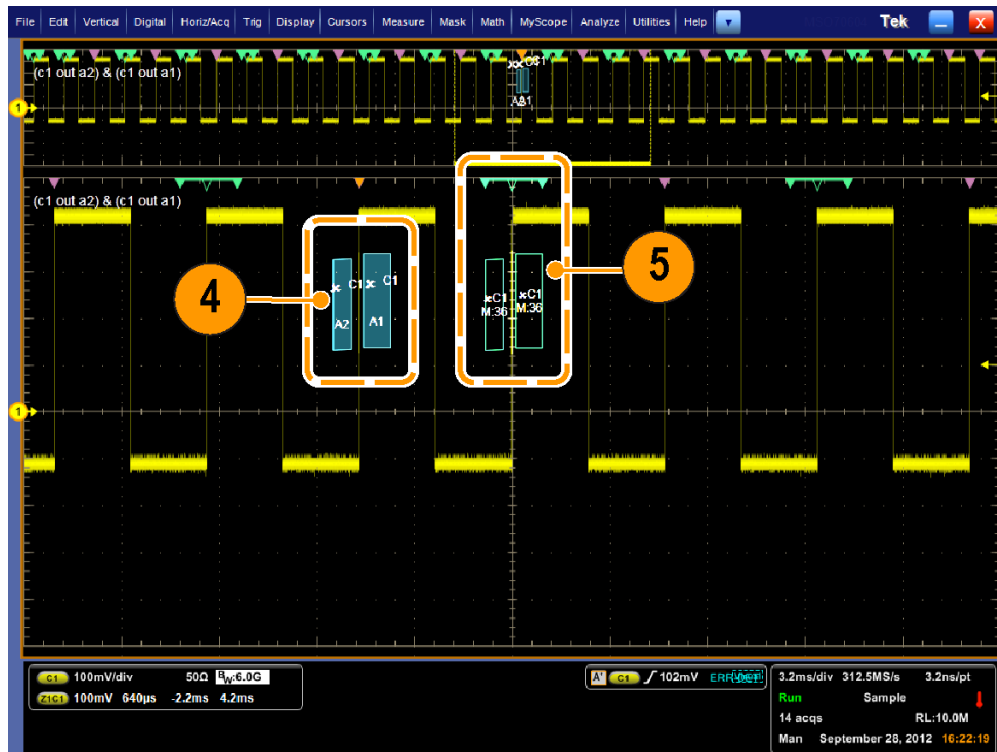 File Edit Vertical Digital Horiz/Acq Trig Display Cursors Measure Mask Math MyScope Analyze Utilities Help Tek
(c1 out a2) & (c1 out a1)
1
(c1 out a2) & (c1 out a1)
4
5
C1 C1
A2 A1
C1 C1
M:36 M:36
1
C1 100mV/div 50Ω BW:6.0G
Z1C1 100mV 640µs -2.2ms 4.2ms
A' C1 102mV
3.2ms/div 312.5MS/s 3.2ns/pt
Run Sample
14 acqs RL:10.0M
Man September 28, 2012 16:22:19